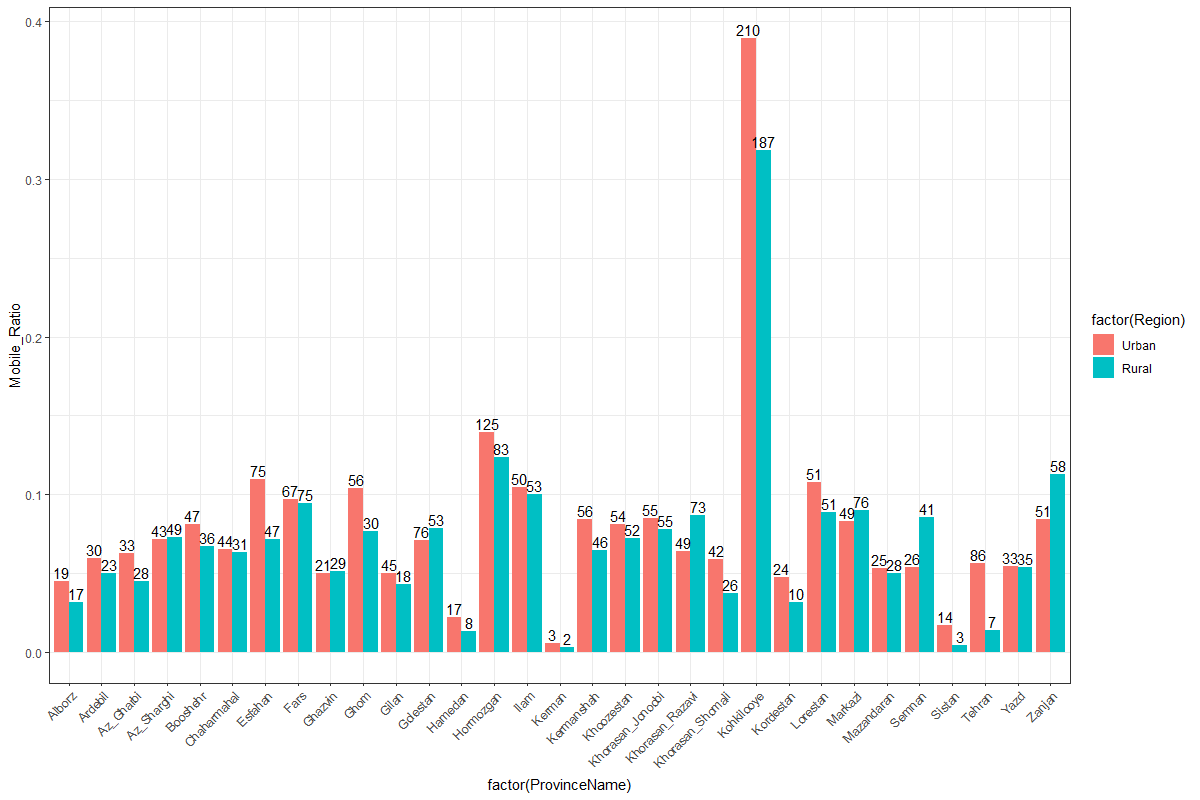 0.4
0.3
0.2
0.1
0.0
Mobile_Ratio
19 17 30 23 33 28 43 49 47 36 44 31 75 47 67 75 21 29 56 30 45 18 76 53 17 8 125 83 50 53 3 2 56 46 54 52 55 55 49 73 42 26 210 187 24 10 51 51 49 76 25 28 26 41 14 3 86 7 33 35 51 58
Alborz
Ardebil
Az_Gharbi
Az_Sharghi
Booshehr
Chaharmahal
Esfahan
Fars
Ghazvin
Ghom
Gilan
Golestan
Hamedan
Hormozgan
Ilam
Kerman
Kermanshah
Khoozestan
Khorasan_Jonoobi
Khorasan_Razavi
Khorasan_Shomali
Kohkilooye
Kordestan
Lorestan
Markazi
Mazandaran
Semnan
Sistan
Tehran
Yazd
Zanjan
factor(ProvinceName)
factor(Region)
Urban
Rural